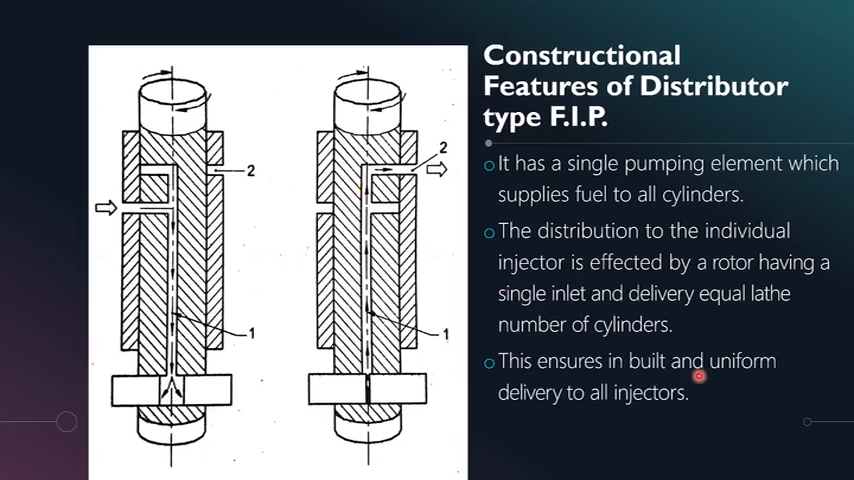 Constructional
Features of Distributor
type F.I.P.
It has a single pumping element which
supplies fuel to all cylinders.
The distribution to the individual
injector is effected by a rotor having a
single inlet and delivery equal lathe
number of cylinders.
This ensures in built and uniform
delivery to all injectors.
2
1
2
1